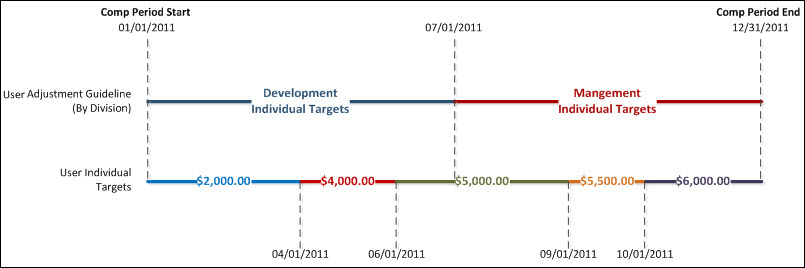 Comp Period Start
Comp Period End
01/01/2011
07/01/2011
12/31/2011
User Adjustment Guideline
(By Division)
Development
Individual Targets
Mangement
Individual Targets
User Individual
Targets
$2,000.00
$4,000.00
$5,000.00
$5,500.00
$6,000.00
04/01/2011
06/01/2011
09/01/2011
10/01/2011